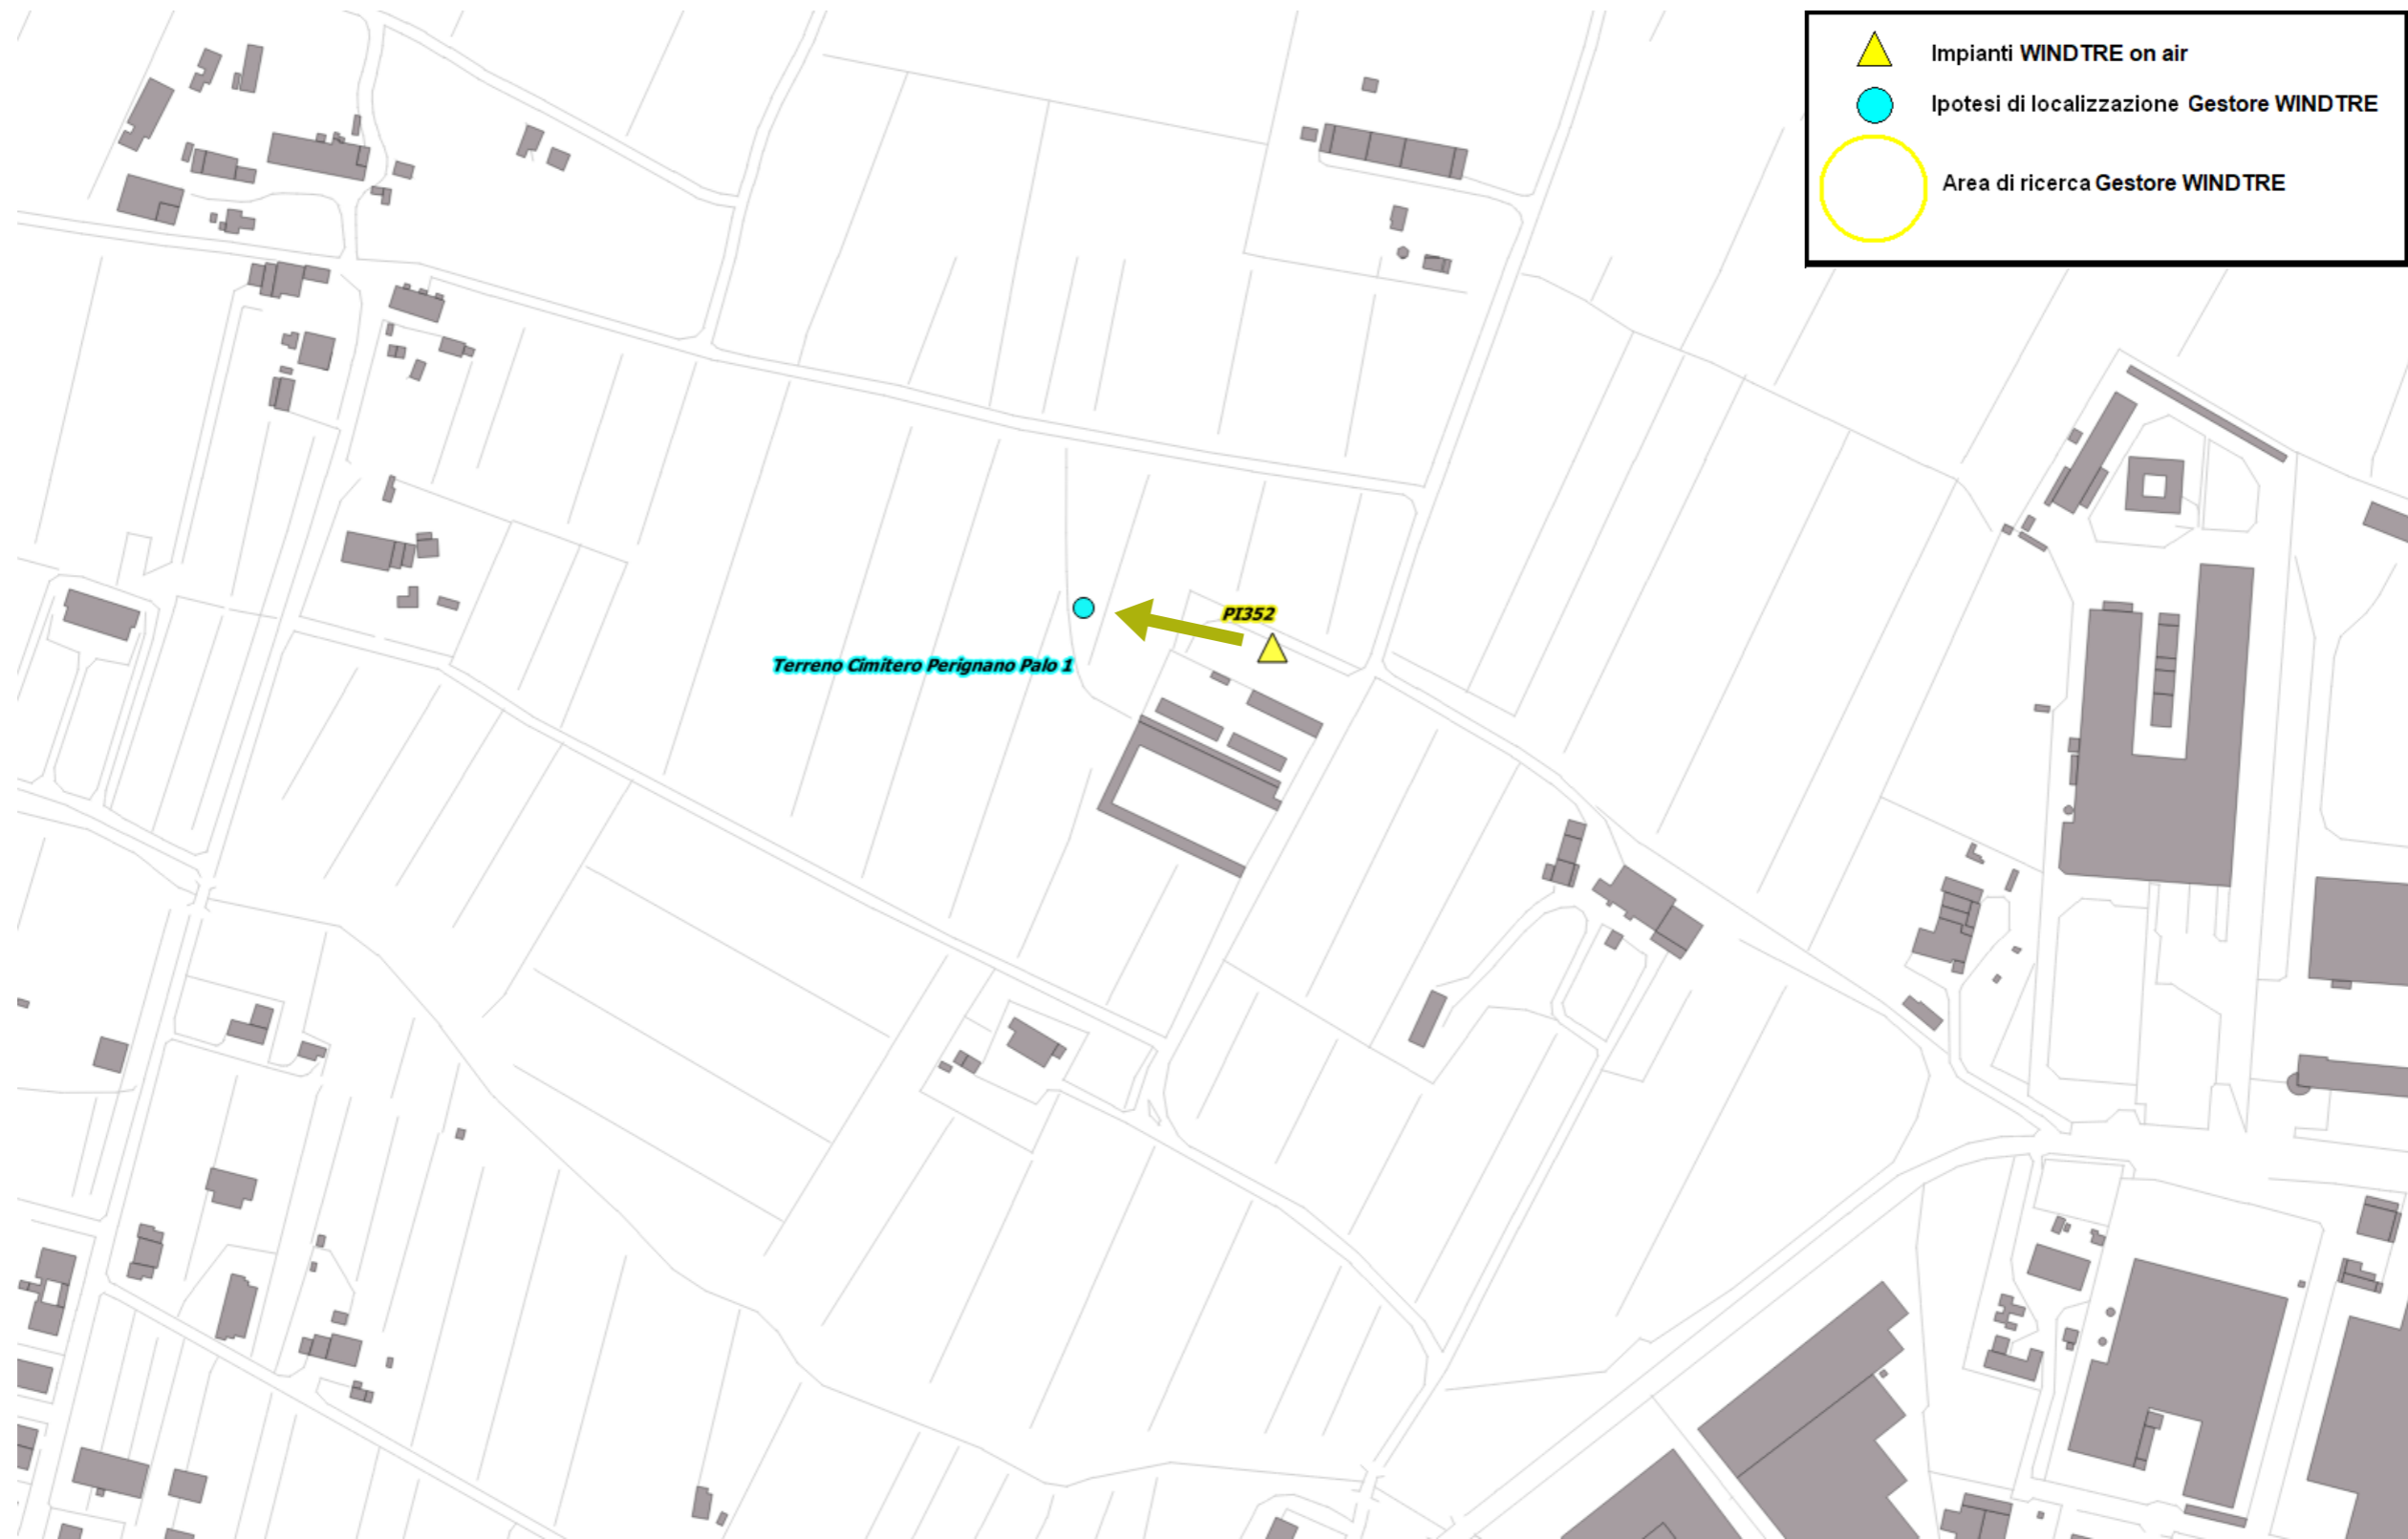 Impianti WINDTRE on air
Ipotesi di localizzazione Gestore WINDTRE
Area di ricerca Gestore WINDTRE
PI352
Terreno Cimitero Perignano Palo 1